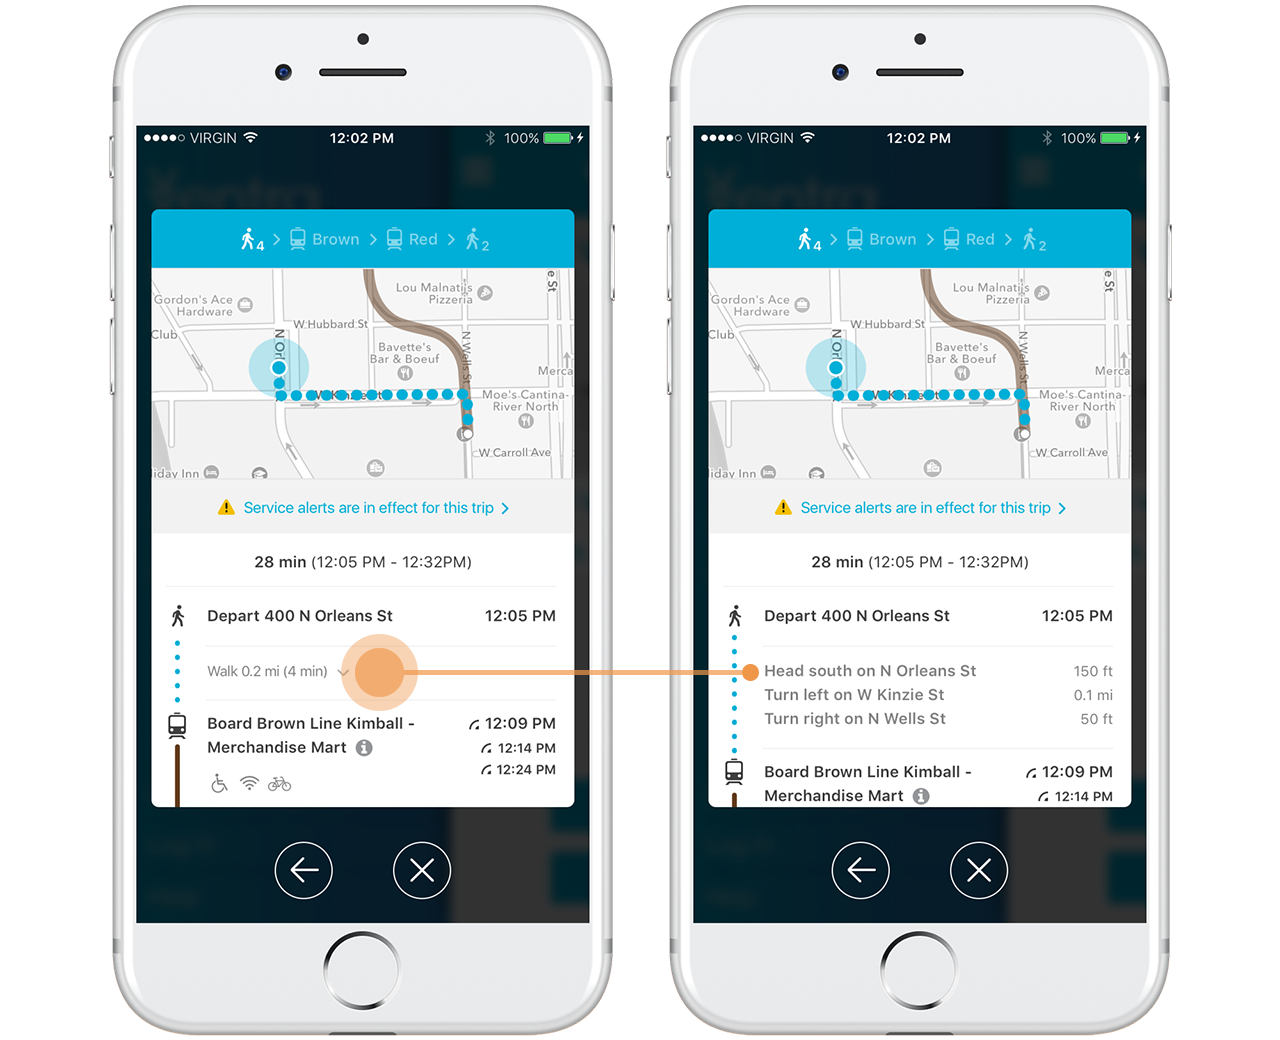 VIRGIN 12:02 PM 100%
4 Brown Red 2
Lou Malnati's
Pizzeria
e St
Gordon's Ace
Hardware
Club
W Hubbard St
N Orl
N Wells St
Bavette's
Bar & Boeuf
Merca
W Kinzie St
Moe's Cantina-
River North
W Carroll Ave
liday Inn
Service alerts are in effect for this trip
28 min (12:05 PM - 12:32PM)
Depart 400 N Orleans St 12:05 PM
Walk 0.2 mi (4 min)
Board Brown Line Kimball - 12:09 PM
Merchandise Mart 12:14 PM
12:24 PM
VIRGIN 12:02 PM 100%
4 Brown Red 2
Lou Malnati's
Pizzeria
e St
Gordon's Ace
Hardware
Club
W Hubbard St
N Orl
N Wells St
Bavette's
Bar & Boeuf
Merca
W Kinzie St
Moe's Cantina-
River North
W Carroll Ave
liday Inn
Service alerts are in effect for this trip
28 min (12:05 PM - 12:32PM)
Depart 400 N Orleans St 12:05 PM
Head south on N Orleans St 150 ft
Turn left on W Kinzie St 0.1 mi
Turn right on N Wells St 50 ft
Board Brown Line Kimball - 12:09 PM
Merchandise Mart 12:14 PM